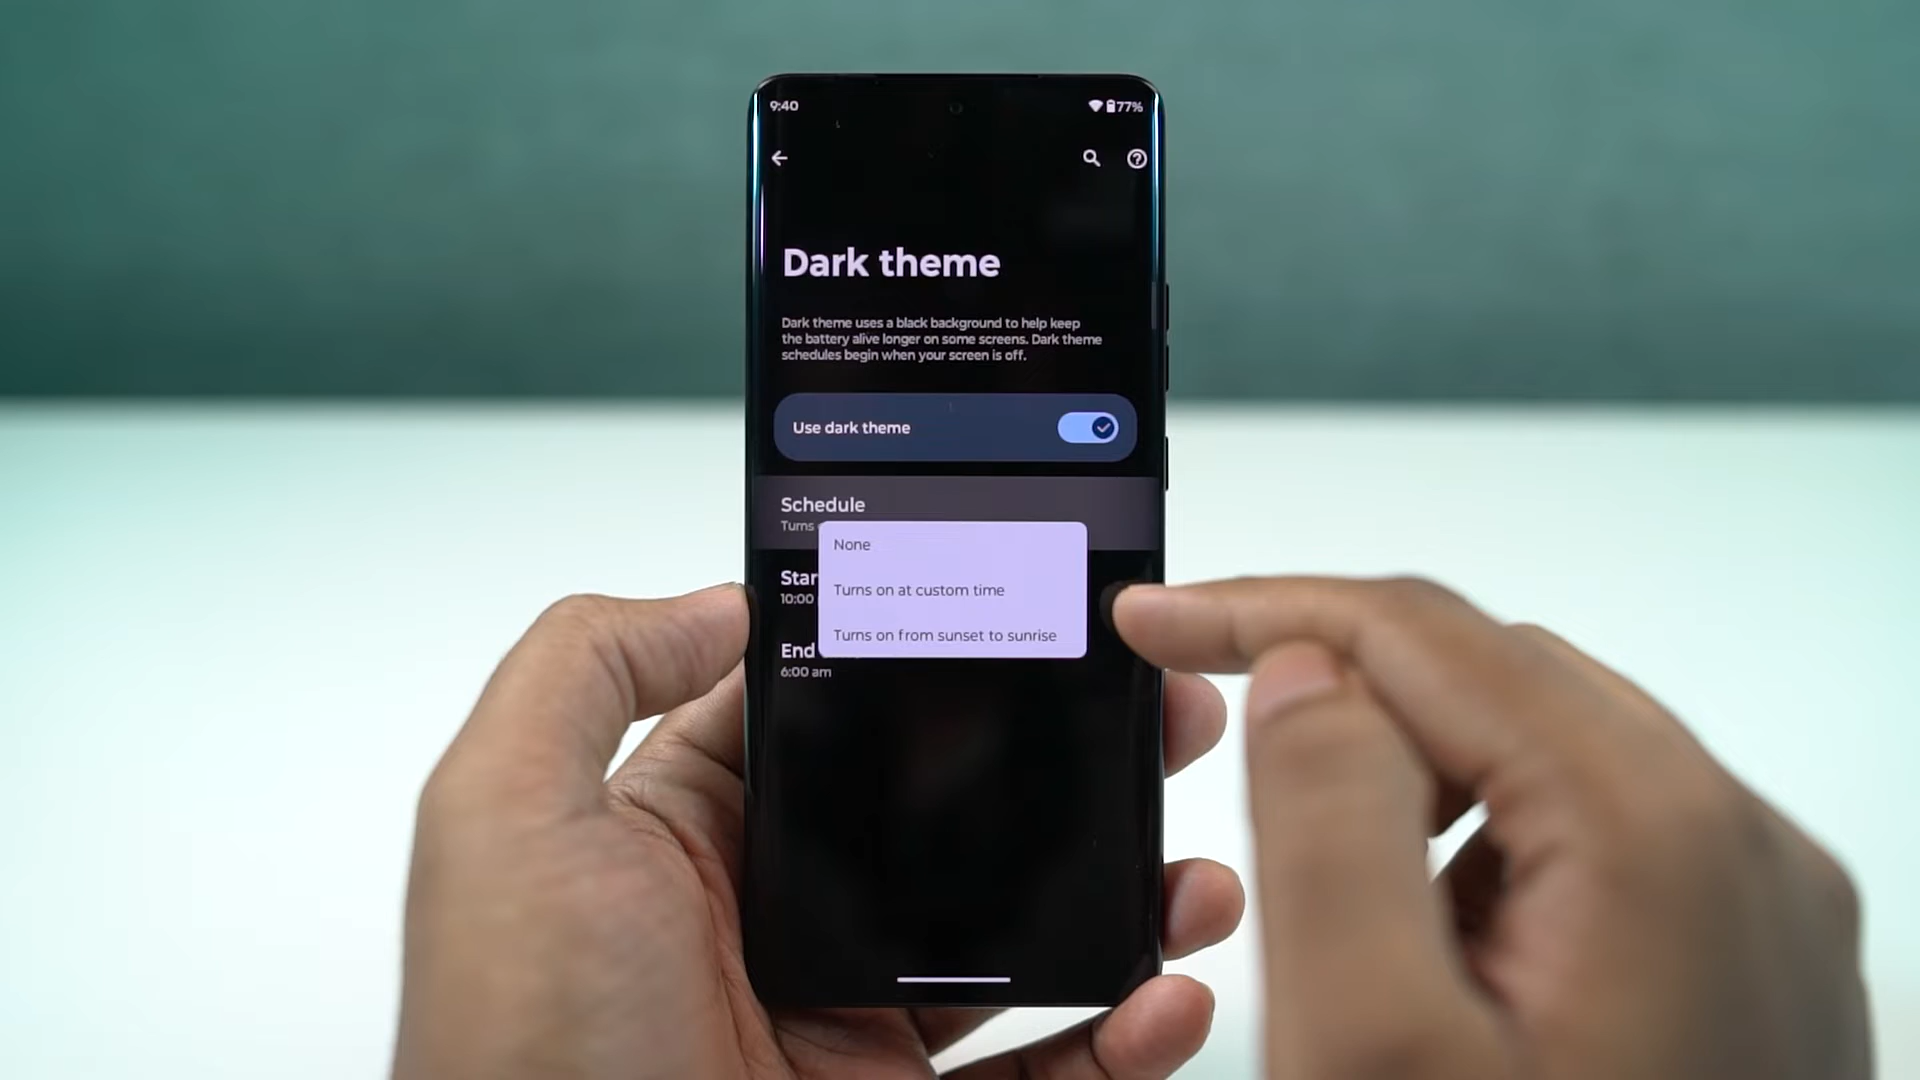 9:40
77%
Dark theme
Dark theme uses a black background to help keep
the battery alive longer on some screens. Dark theme
schedules begin when your screen is off.
Use dark theme
Schedule
Turns
None
Turns on at custom time
Turns on from sunset to sunrise
Star
10:00
End
6:00 am